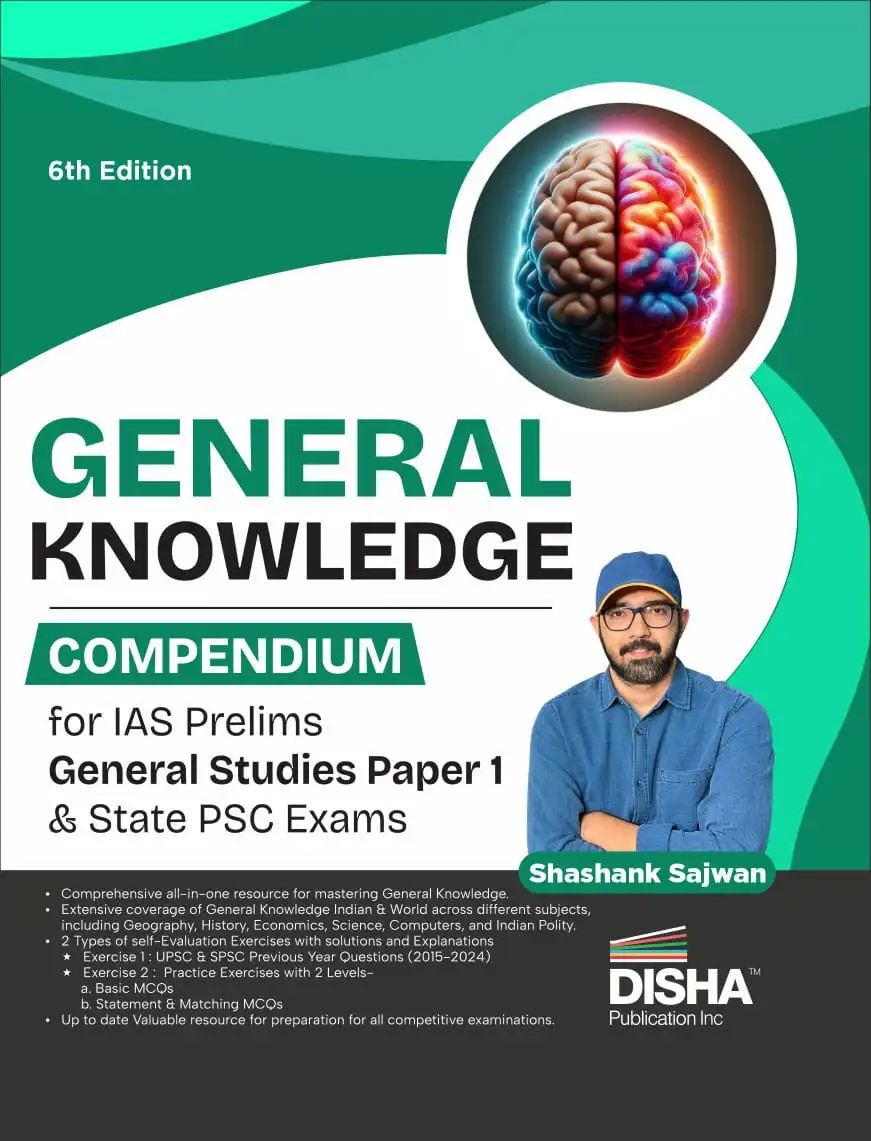 6th Edition
GENERAL
KNOWLEDGE
COMPENDIUM
for IAS Prelims
General Studies Paper 1
& State PSC Exams
Shashank Sajwan
• Comprehensive all-in-one resource for mastering General Knowledge.
• Extensive coverage of General Knowledge Indian & World across different subjects,
including Geography, History, Economics, Science, Computers, and Indian Polity.
• 2 Types of self-Evaluation Exercises with solutions and Explanations
★ Exercise 1 : UPSC & SPSC Previous Year Questions (2015-2024)
★ Exercise 2 : Practice Exercises with 2 Levels-
a. Basic MCQs
b. Statement & Matching MCQs
• Up to date Valuable resource for preparation for all competitive examinations.
DISHA™
Publication Inc